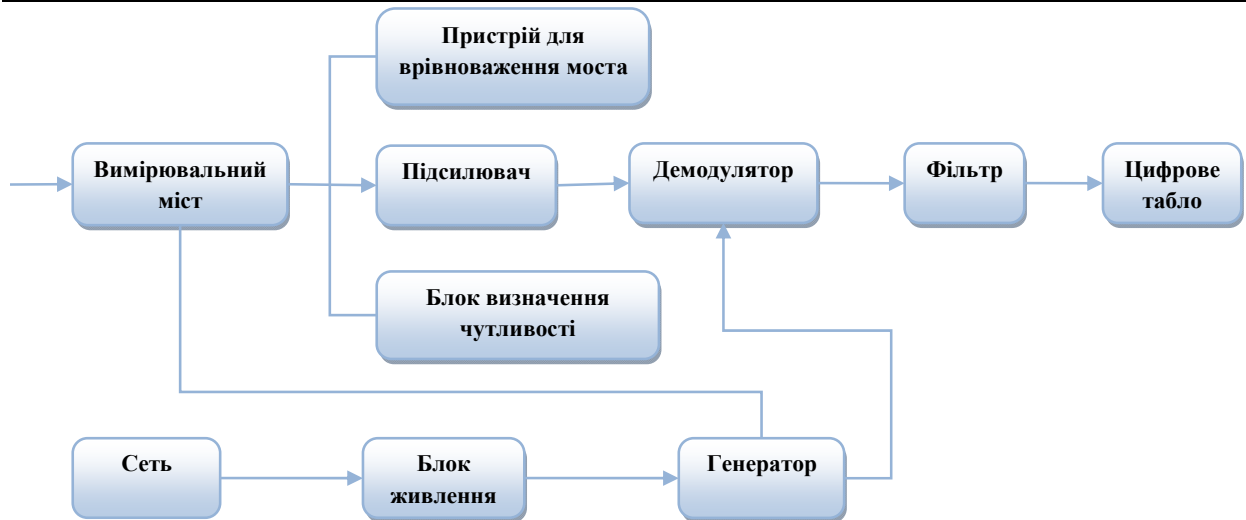 Пристрій для
врівноваження моста
Вимірювальний
міст
Підсилювач
Демодулятор
Фільтр
Цифрове
табло
Блок визначення
чутливості
Сеть
Блок
живлення
Генератор